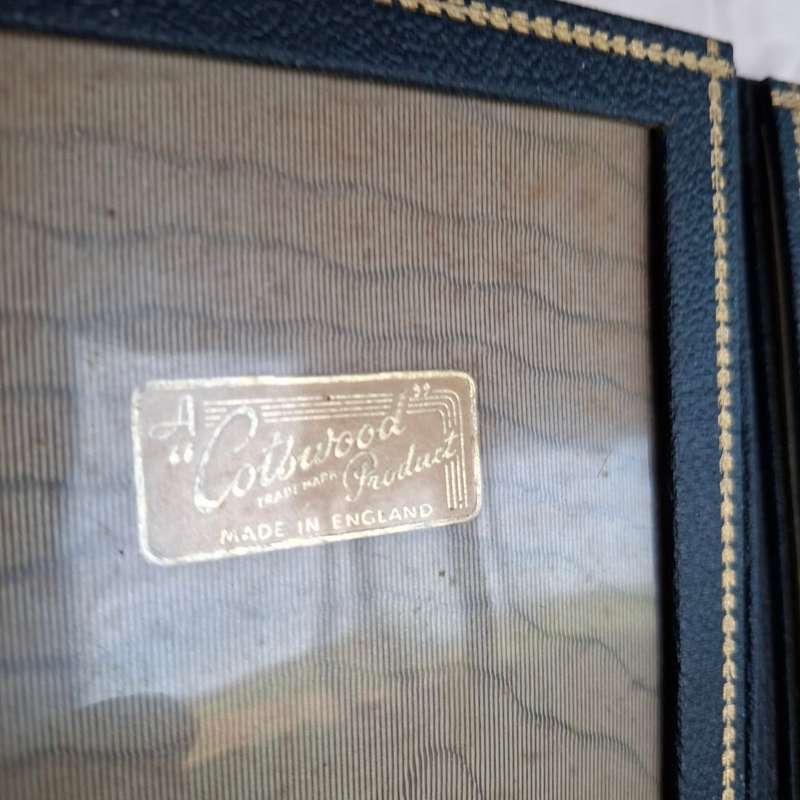 A
"Cotswood"
TRADE MARK Product
MADE IN ENGLAND